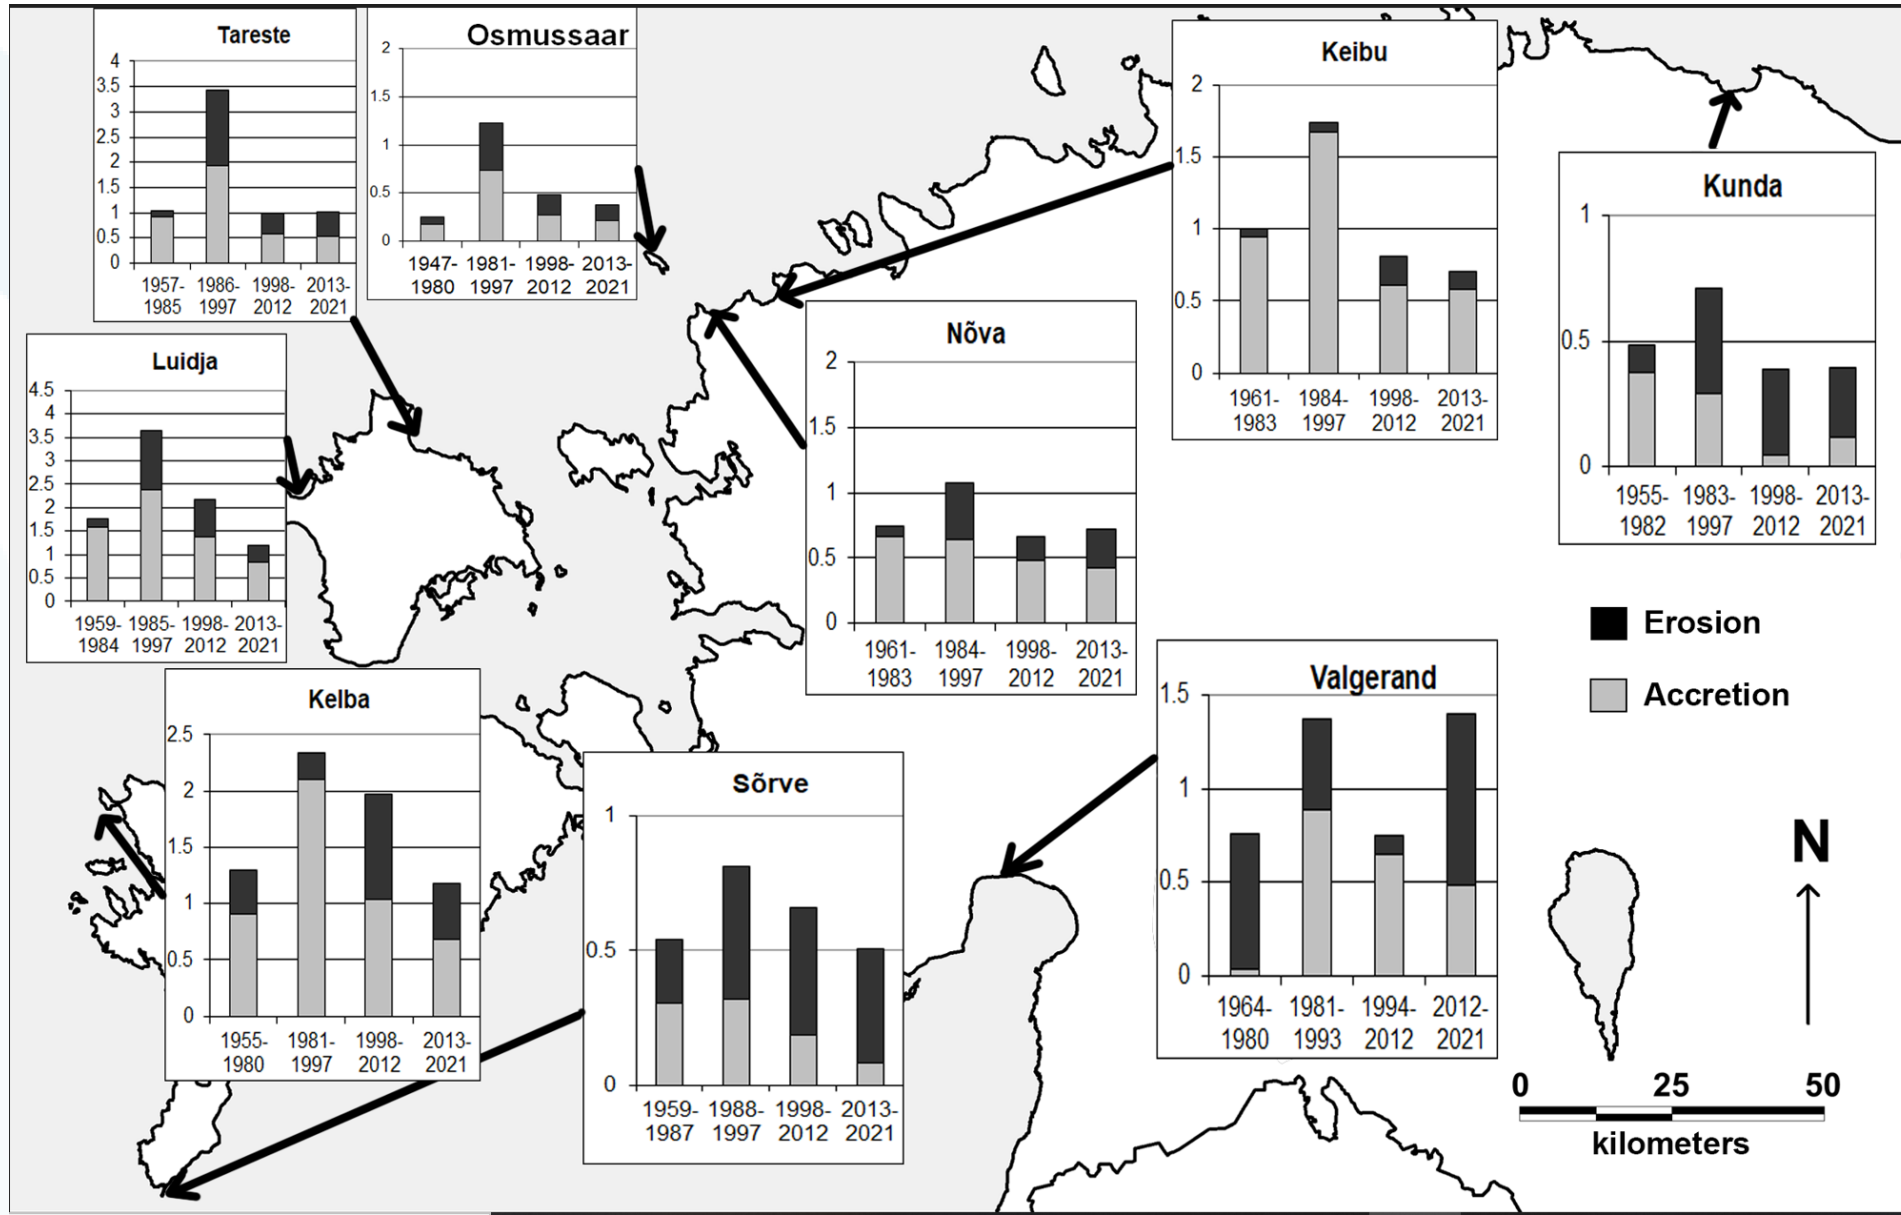 Tareste
4
3.5
3
2.5
2
1.5
1
0.5
0
1957- 1986- 1998- 2013-
1985 1997 2012 2021
Osmussaar
2
1.5
1
0.5
0
1947- 1981- 1998- 2013-
1980 1997 2012 2021
Keibu
2
1.5
1
0.5
0
1961- 1984- 1998- 2013-
1983 1997 2012 2021
Kunda
1
0.5
0
1955- 1983- 1998- 2013-
1982 1997 2012 2021
Luidja
4.5
4
3.5
3
2.5
2
1.5
1
0.5
0
1959- 1985- 1998- 2013-
1984 1997 2012 2021
Nõva
2
1.5
1
0.5
0
1961- 1984- 1998- 2013-
1983 1997 2012 2021
Erosion
Accretion
Kelba
2.5
2
1.5
1
0.5
0
1955- 1981- 1998- 2013-
1980 1997 2012 2021
Sõrve
1
0.5
0
1959- 1988- 1998- 2013-
1987 1997 2012 2021
Valgerand
1.5
1
0.5
0
1964- 1981- 1994- 2012-
1980 1993 2012 2021
N
0 25 50
kilometers